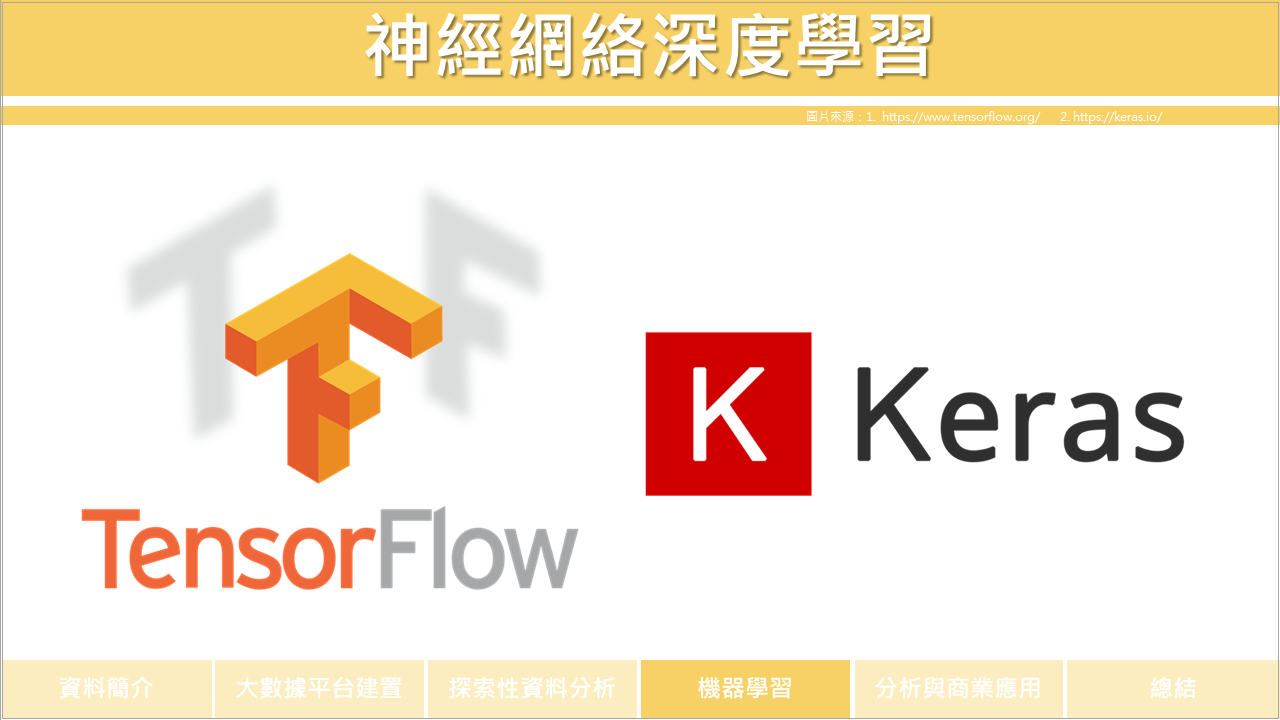 神經網絡深度學習
圖片來源：1. https://www.tensorflow.org/ 2. https://keras.io/
TensorFlow
K Keras
資料簡介 大數據平台建置 探索性資料分析 機器學習 分析與商業應用 總結